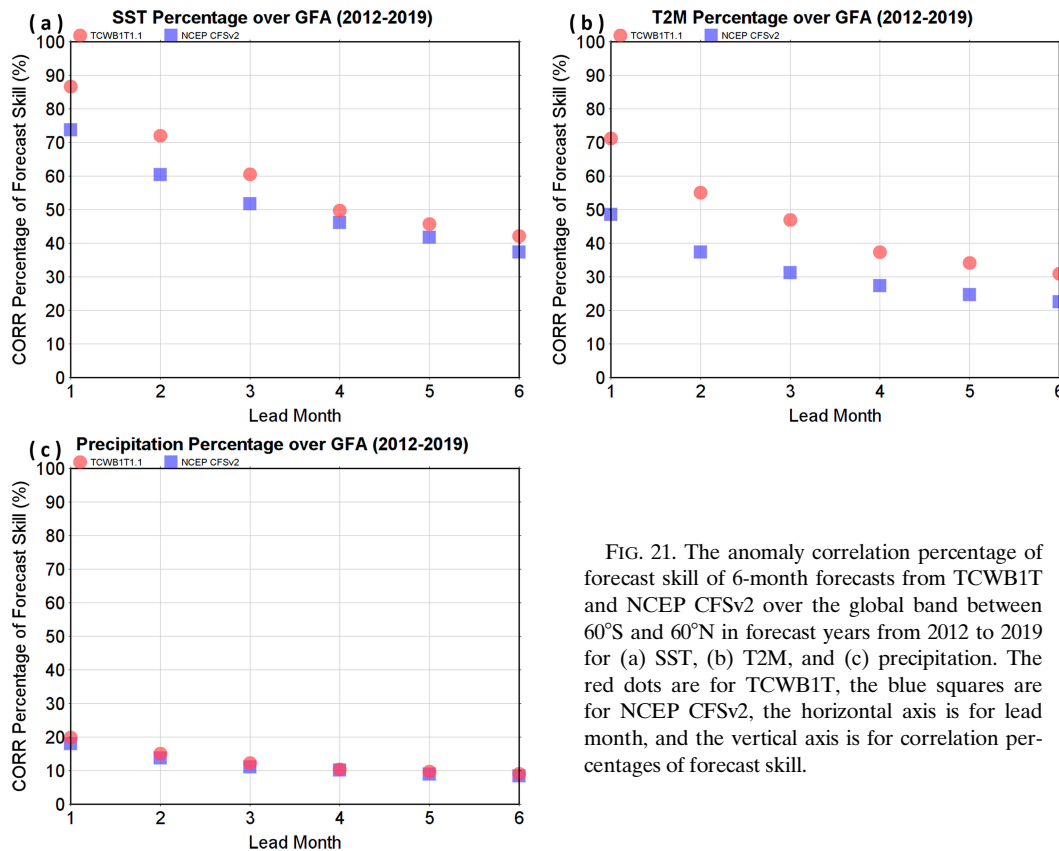 ( a ) SST Percentage over GFA (2012-2019)
TCWB1T1.1 NCEP CFSv2
CORR Percentage of Forecast Skill (%)
100
90
80
70
60
50
40
30
20
10
0
1 2 3 4 5 6
Lead Month
( b ) T2M Percentage over GFA (2012-2019)
TCWB1T1.1 NCEP CFSv2
CORR Percentage of Forecast Skill (%)
100
90
80
70
60
50
40
30
20
10
0
1 2 3 4 5 6
Lead Month
( c ) Precipitation Percentage over GFA (2012-2019)
TCWB1T1.1 NCEP CFSv2
CORR Percentage of Forecast Skill (%)
100
90
80
70
60
50
40
30
20
10
0
1 2 3 4 5 6
Lead Month
FIG. 21. The anomaly correlation percentage of
forecast skill of 6-month forecasts from TCWB1T
and NCEP CFSv2 over the global band between
60°S and 60°N in forecast years from 2012 to 2019
for (a) SST, (b) T2M, and (c) precipitation. The
red dots are for TCWB1T, the blue squares are
for NCEP CFSv2, the horizontal axis is for lead
month, and the vertical axis is for correlation per-
centages of forecast skill.